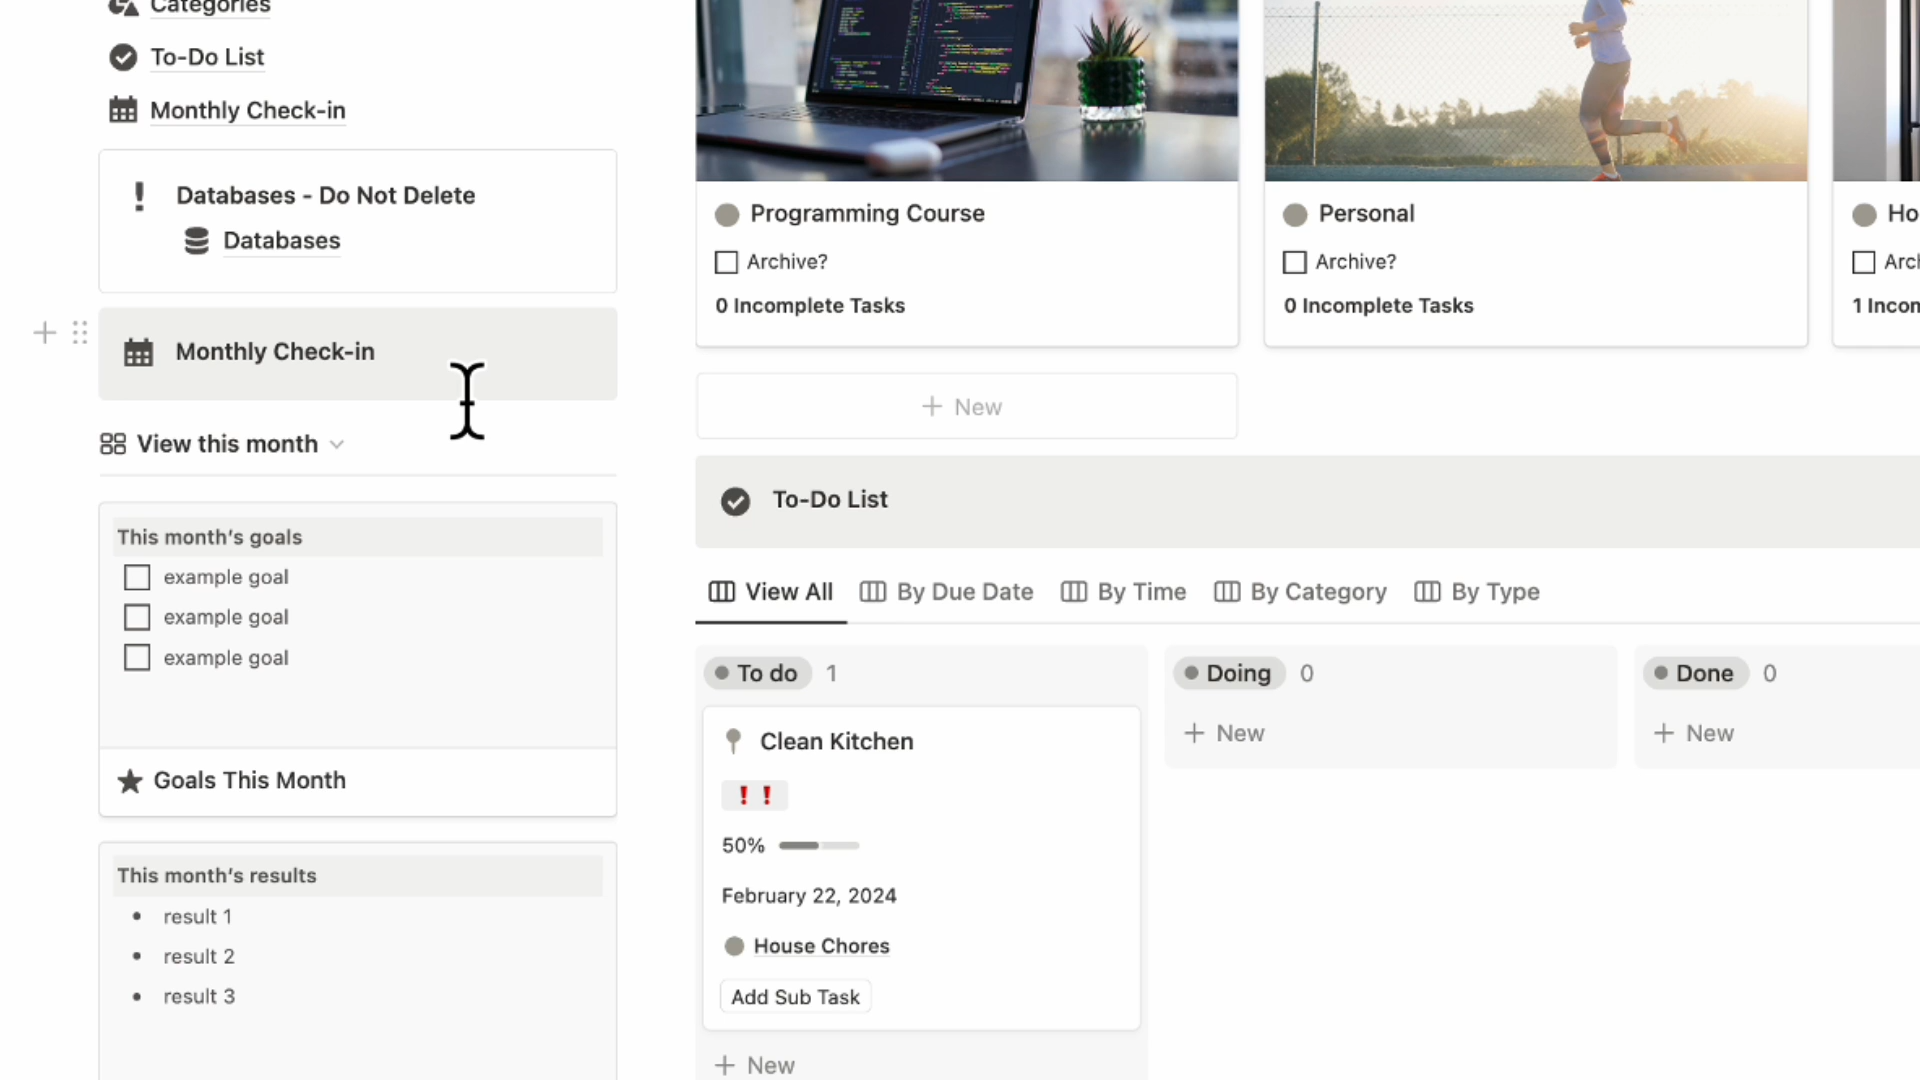 Categories
To-Do List
Monthly Check-in
Databases - Do Not Delete
Databases
Monthly Check-in
View this month
This month's goals
example goal
example goal
example goal
Goals This Month
This month's results
result 1
result 2
result 3
Programming Course
Archive?
0 Incomplete Tasks
Personal
Archive?
0 Incomplete Tasks
Ho
Arch
1 Incon
New
To-Do List
View All By Due Date By Time By Category By Type
To do 1
Clean Kitchen
50%
February 22, 2024
House Chores
Add Sub Task
New
Doing 0
New
Done 0
New